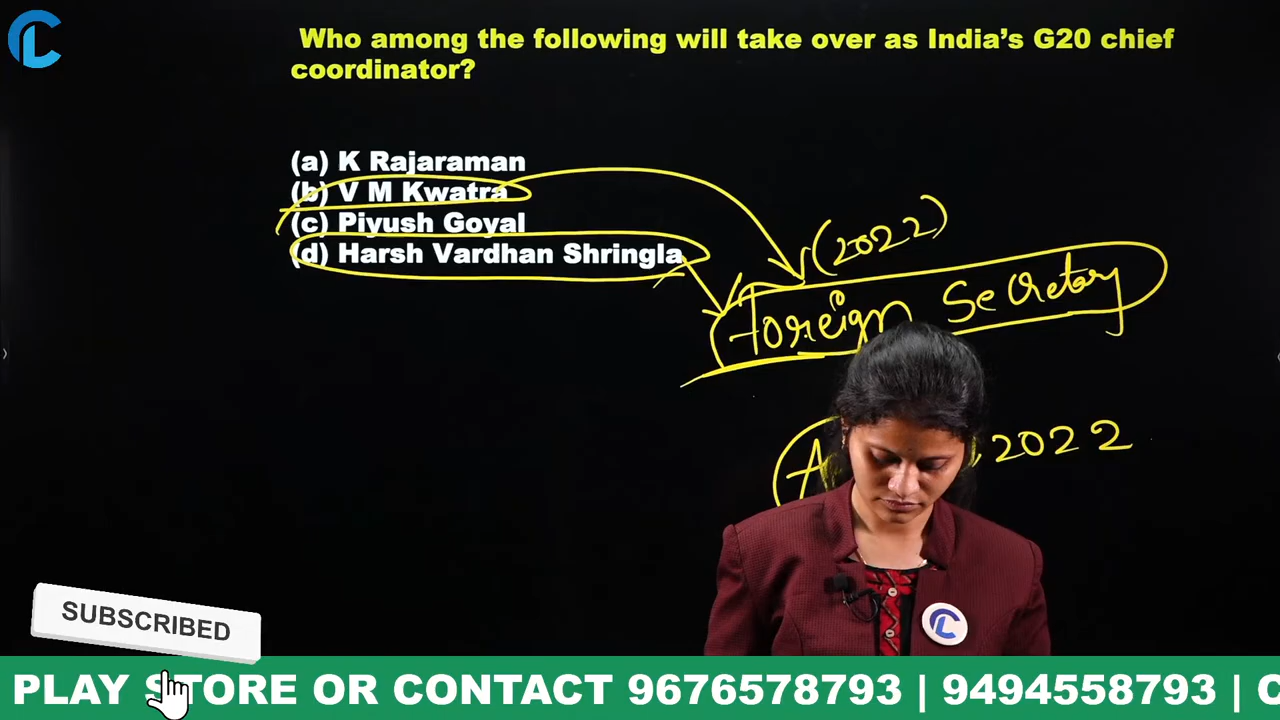 Who among the following will take over as India's G20 chief
coordinator?
(a) K Rajaraman
(b) V M Kwatra
(c) Piyush Goyal
(d) Harsh Vardhan Shringla
(2022)
Foreign Secretary
, 2022
SUBSCRIBED
PLAY STORE OR CONTACT 9676578793 | 9494558793 | C